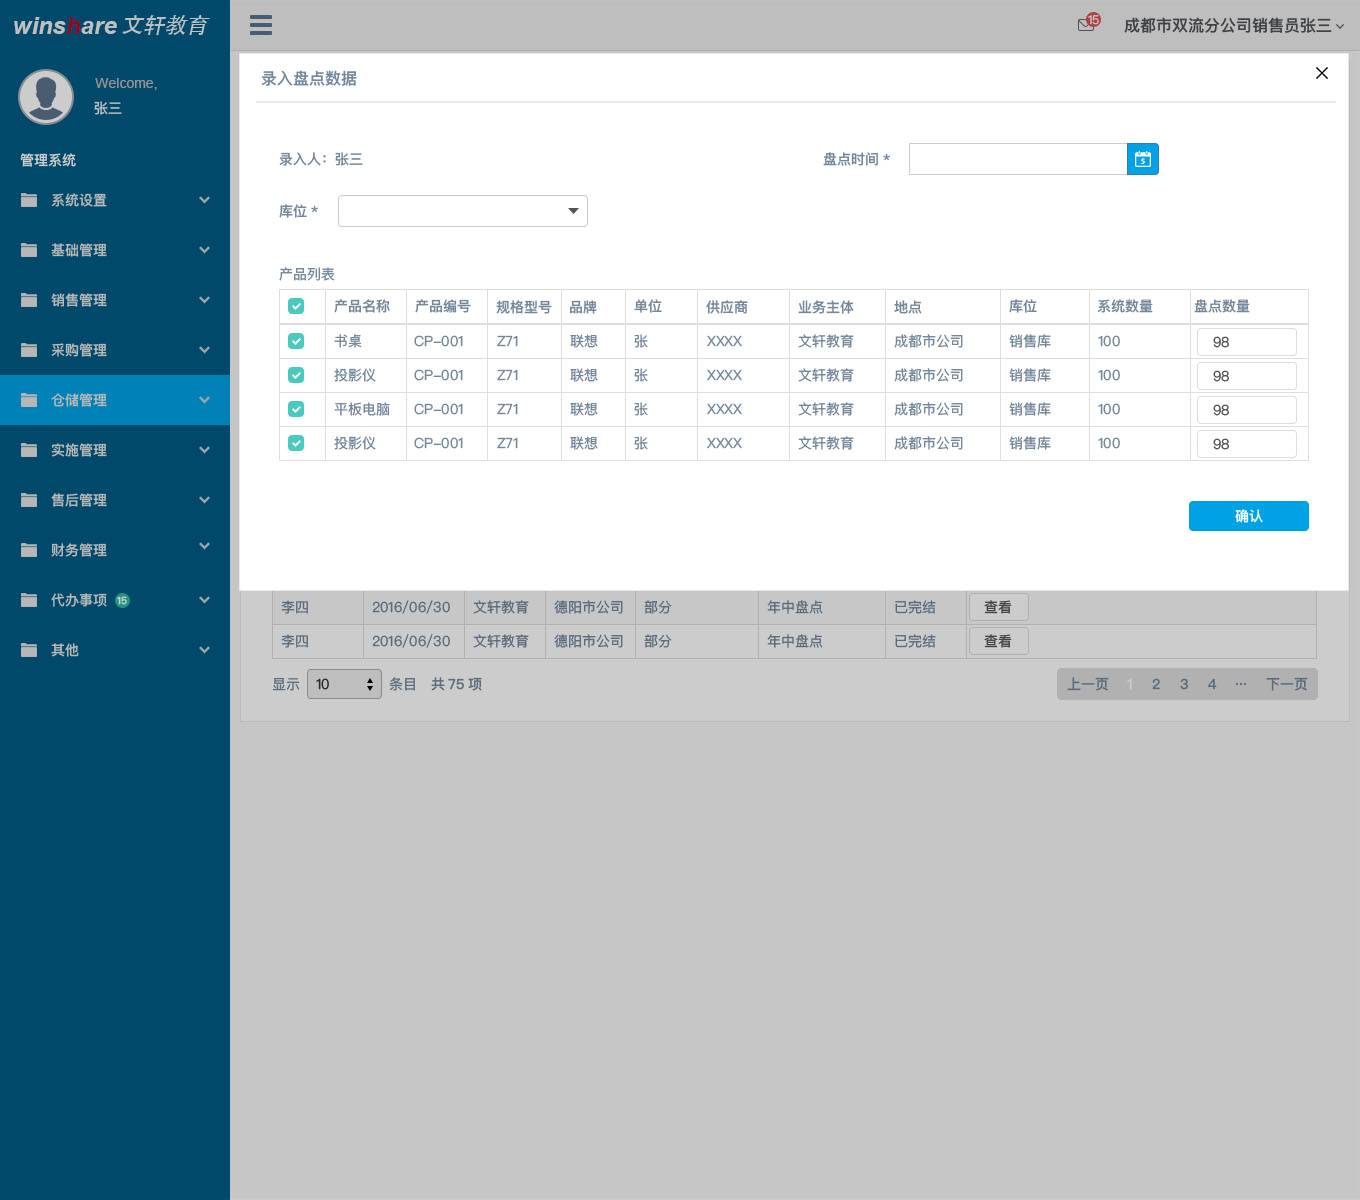 winshare 文轩教育
15
成都市双流分公司销售员张三
Welcome,
张三
管理系统
系统设置
基础管理
销售管理
采购管理
仓储管理
实施管理
售后管理
财务管理
代办事项 15
其他
录入盘点数据
录入人：张三
盘点时间 *
库位 *
产品列表
产品名称 产品编号 规格型号 品牌 单位 供应商 业务主体 地点 库位 系统数量 盘点数量
书桌 CP-001 Z71 联想 张 XXXX 文轩教育 成都市公司 销售库 100 98
投影仪 CP-001 Z71 联想 张 XXXX 文轩教育 成都市公司 销售库 100 98
平板电脑 CP-001 Z71 联想 张 XXXX 文轩教育 成都市公司 销售库 100 98
投影仪 CP-001 Z71 联想 张 XXXX 文轩教育 成都市公司 销售库 100 98
确认
李四 2016/06/30 文轩教育 德阳市公司 部分 年中盘点 已完结 查看
李四 2016/06/30 文轩教育 德阳市公司 部分 年中盘点 已完结 查看
显示 10 条目 共 75 项
上一页 1 2 3 4 ··· 下一页